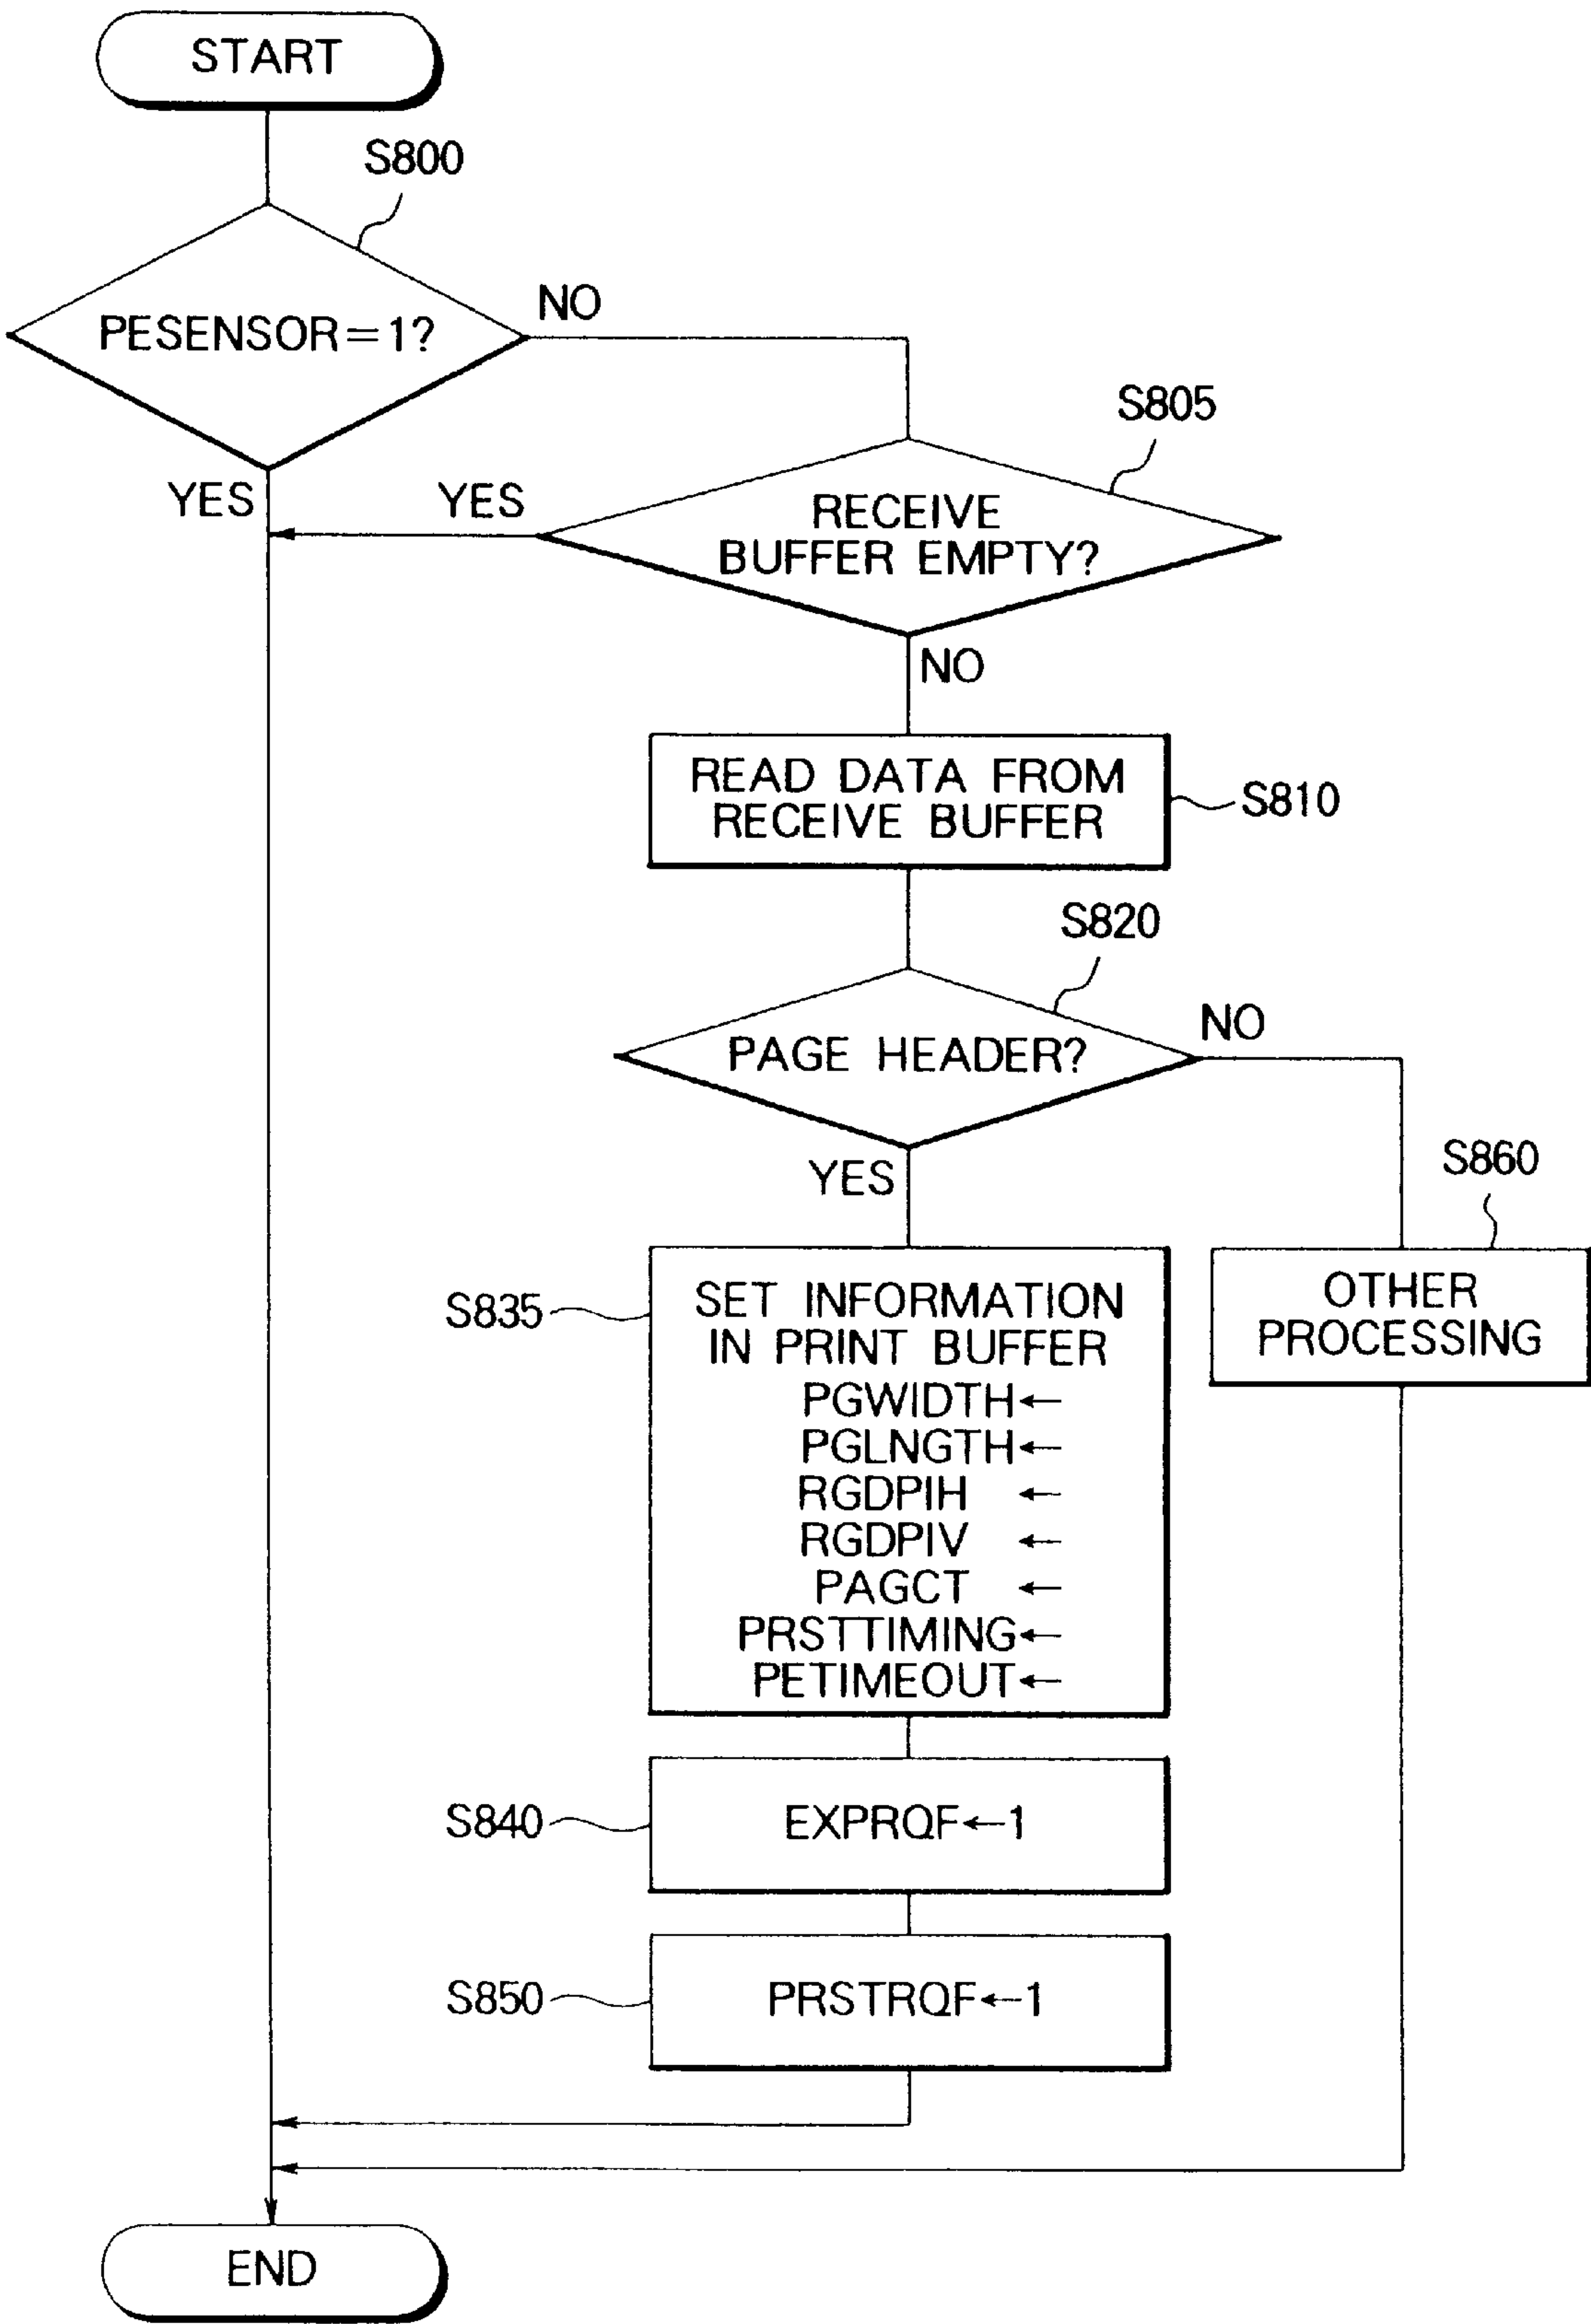 START
S800
PESENSOR=1?
NO
YES
S805
RECEIVE
BUFFER EMPTY?
YES
NO
READ DATA FROM
RECEIVE BUFFER
S810
S820
PAGE HEADER?
NO
YES
S860
OTHER
PROCESSING
S835
SET INFORMATION
IN PRINT BUFFER
PGWIDTH←
PGLNGTH←
RGDPIH ←
RGDPIV ←
PAGCT ←
PRSTTIMING←
PETIMEOUT←
S840
EXPRQF←1
S850
PRSTRQF←1
END